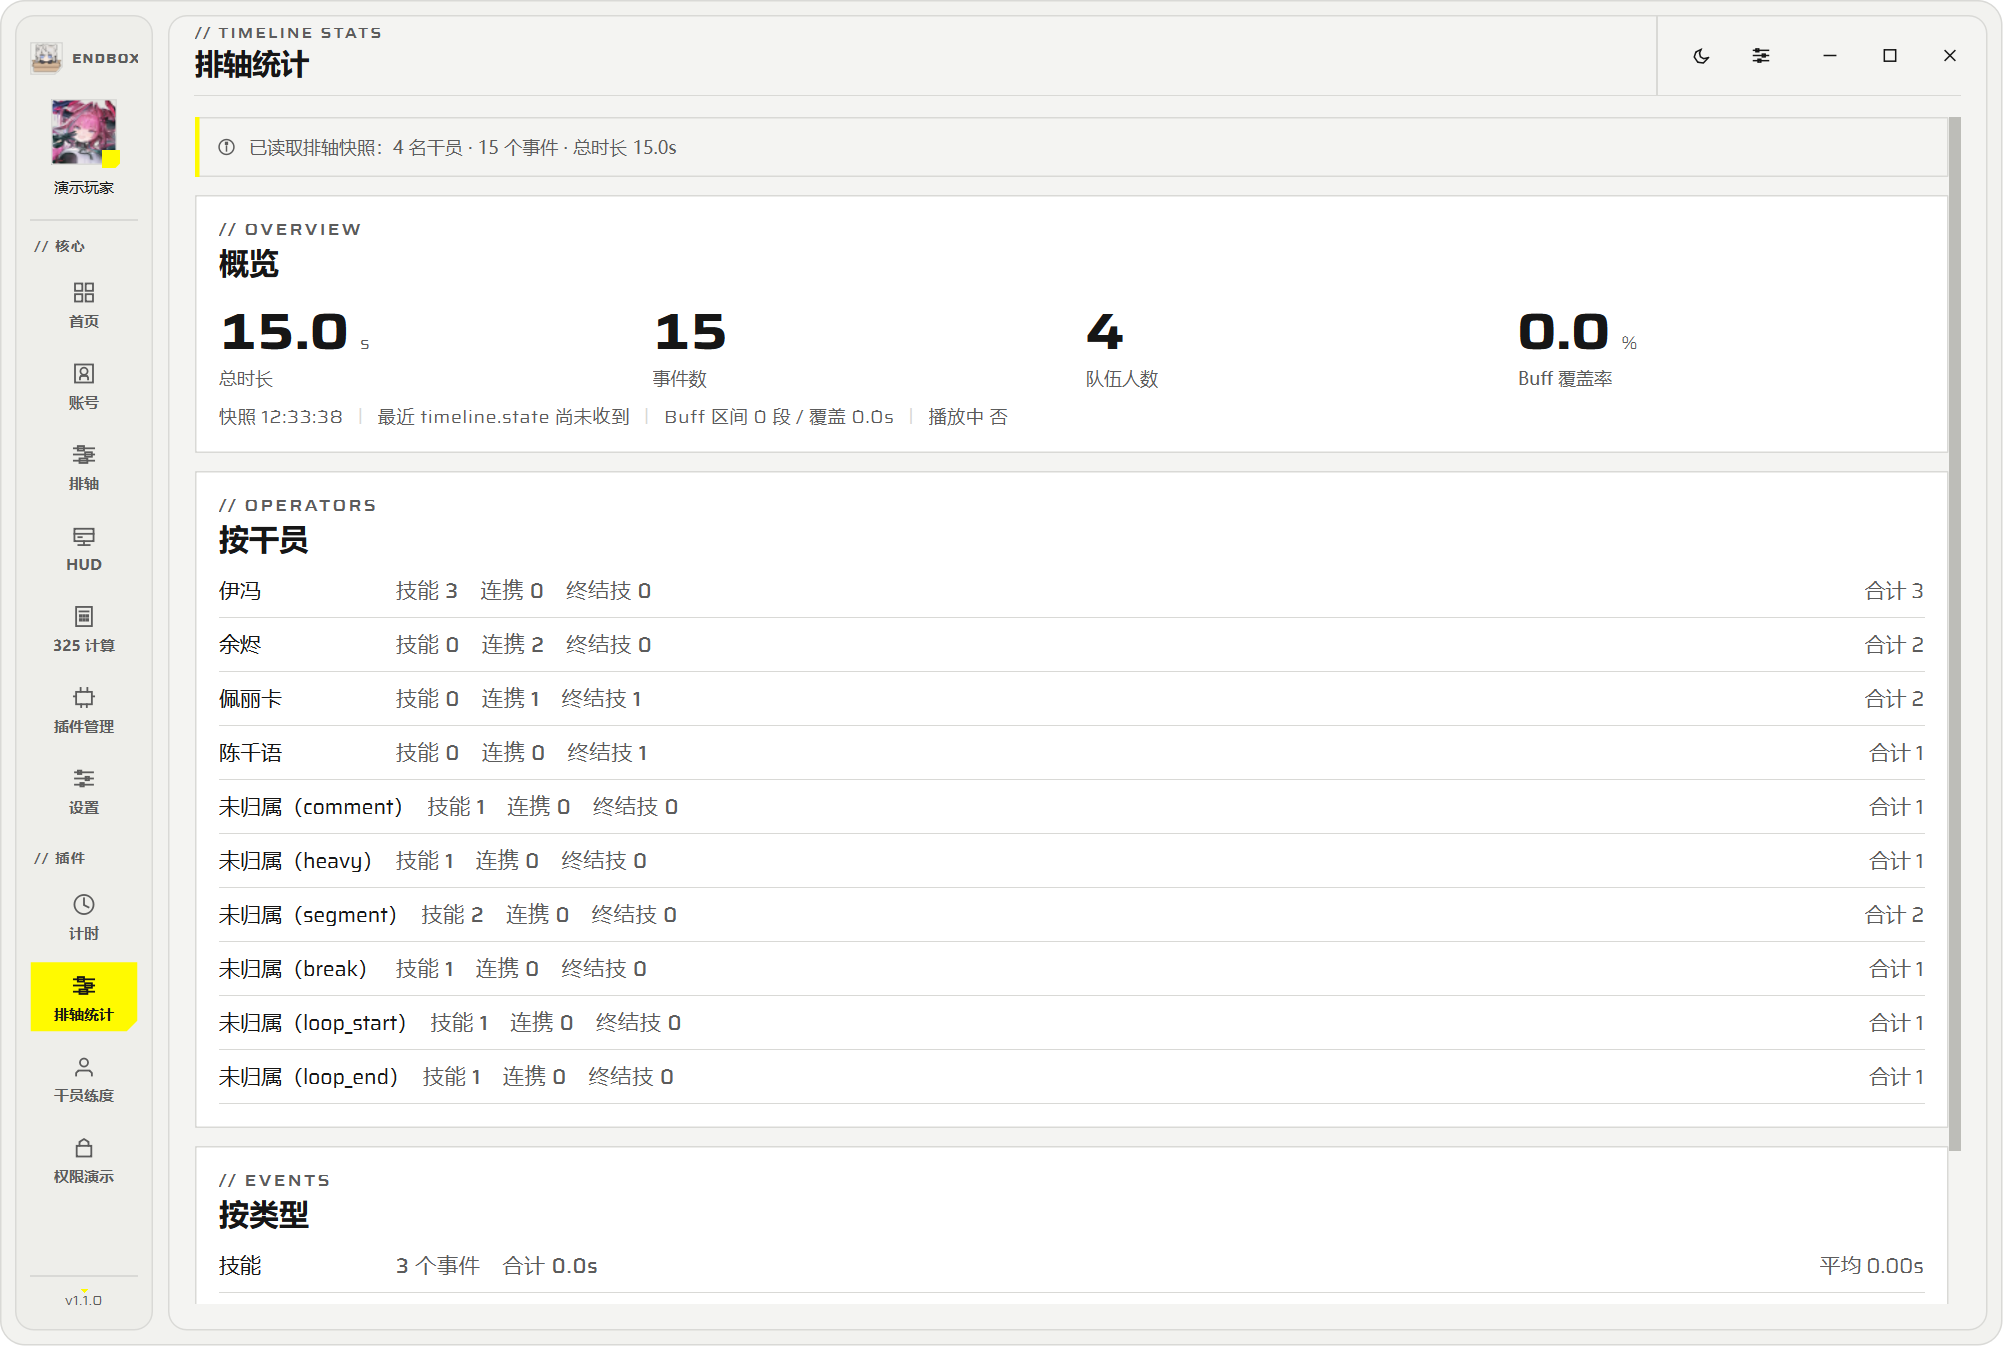 ENDBOX
演示玩家
// 核心
首页
账号
排轴
HUD
325 计算
插件管理
设置
// 插件
计时
排轴统计
干员练度
权限演示
v1.1.0
// TIMELINE STATS
排轴统计
已读取排轴快照：4 名干员 · 15 个事件 · 总时长 15.0s
// OVERVIEW
概览
15.0 s
总时长
15
事件数
4
队伍人数
0.0 %
Buff 覆盖率
快照 12:33:38 | 最近 timeline.state 尚未收到 | Buff 区间 0 段 / 覆盖 0.0s | 播放中 否
// OPERATORS
按干员
伊冯 技能 3 连携 0 终结技 0 合计 3
余烬 技能 0 连携 2 终结技 0 合计 2
佩丽卡 技能 0 连携 1 终结技 1 合计 2
陈千语 技能 0 连携 0 终结技 1 合计 1
未归属（comment） 技能 1 连携 0 终结技 0 合计 1
未归属（heavy） 技能 1 连携 0 终结技 0 合计 1
未归属（segment） 技能 2 连携 0 终结技 0 合计 2
未归属（break） 技能 1 连携 0 终结技 0 合计 1
未归属（loop_start） 技能 1 连携 0 终结技 0 合计 1
未归属（loop_end） 技能 1 连携 0 终结技 0 合计 1
// EVENTS
按类型
技能 3 个事件 合计 0.0s 平均 0.00s